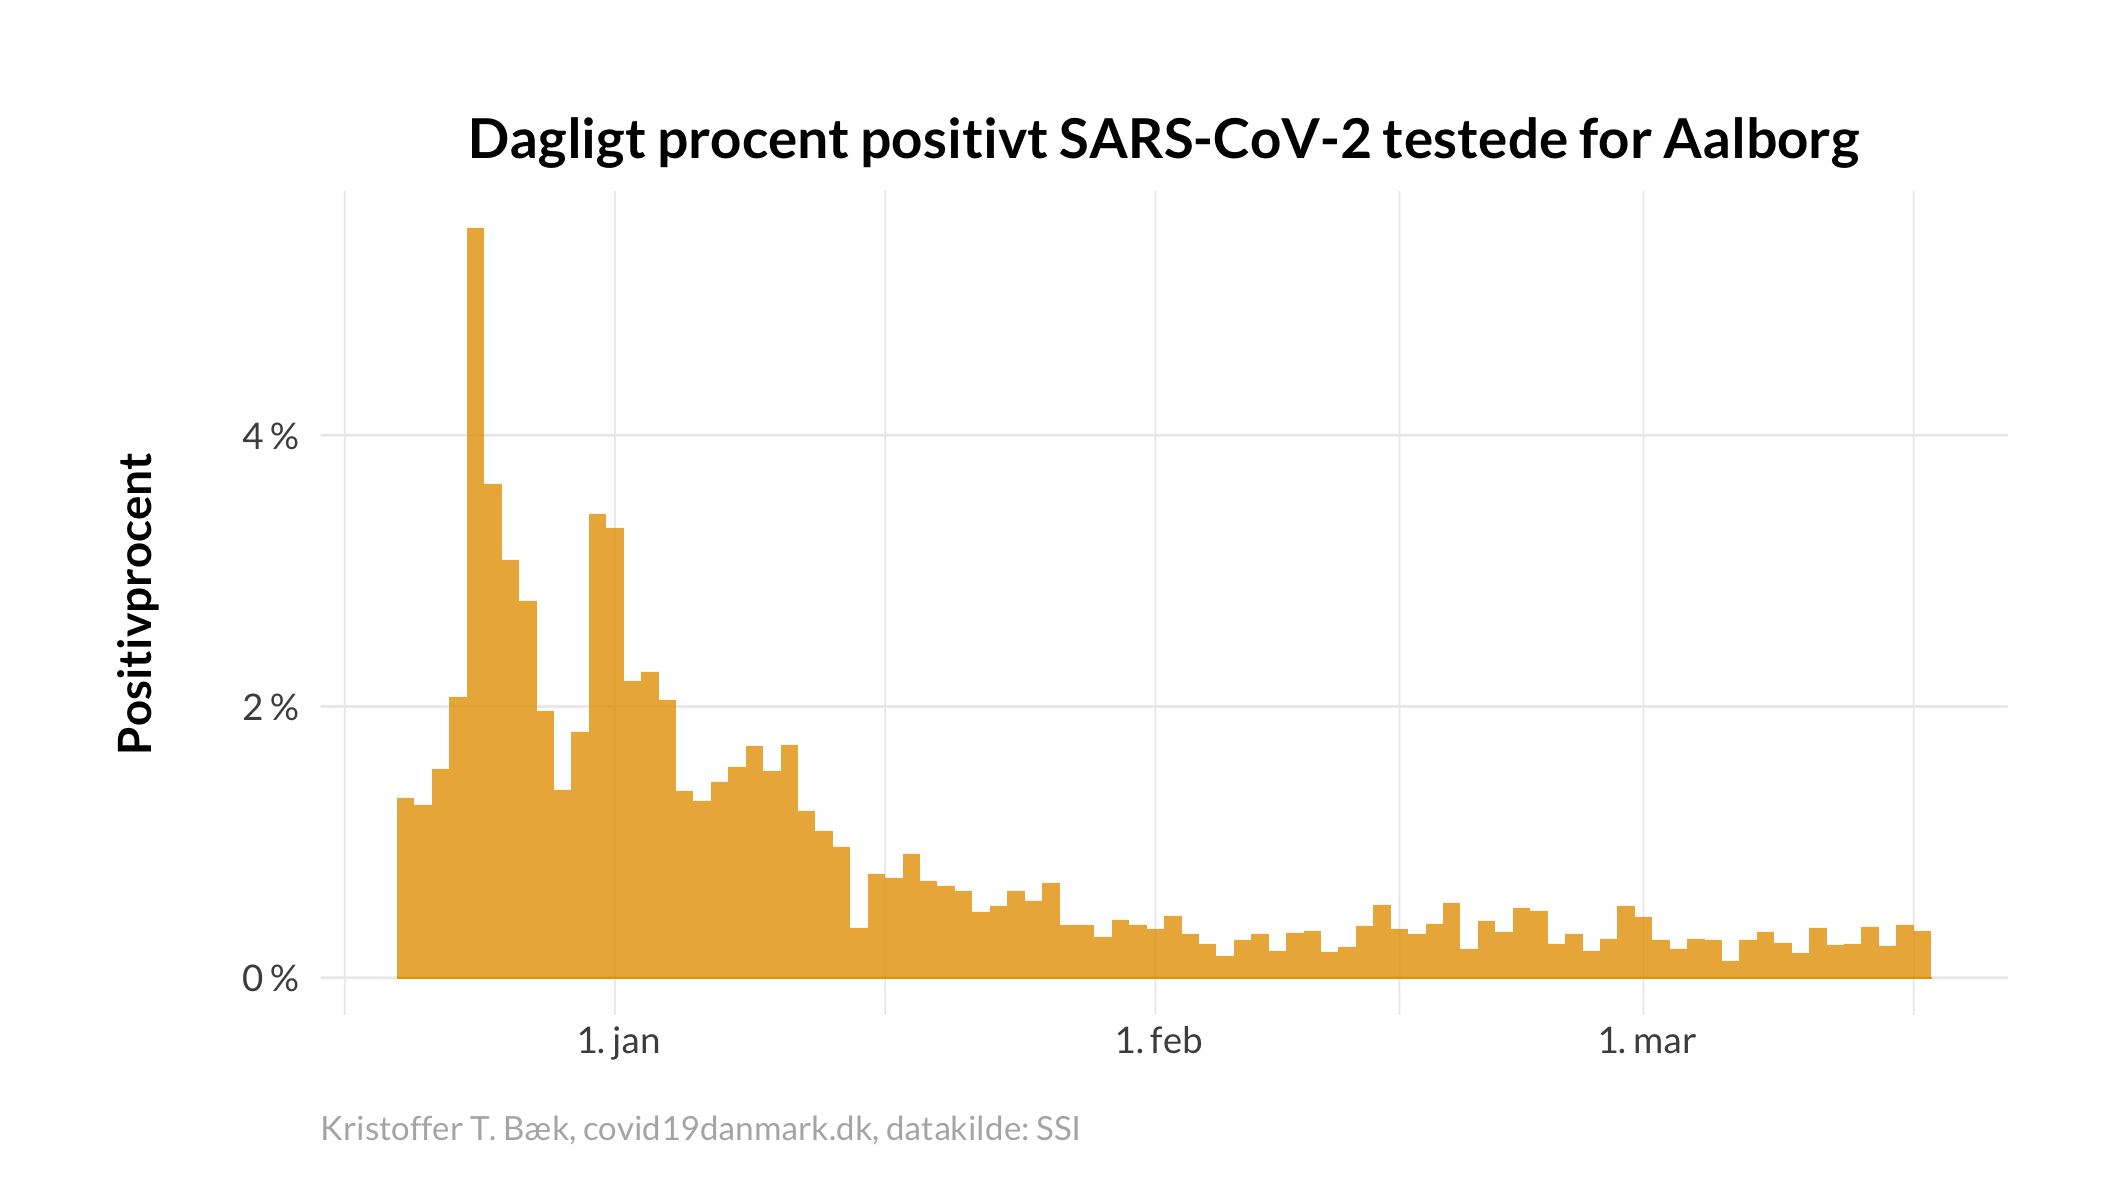 Dagligt procent positivt SARS-CoV-2 testede for Aalborg
Positivprocent
4 %
2 %
0 %
1. jan
1. feb
1. mar
Kristoffer T. Bæk, covid19danmark.dk, datakilde: SSI